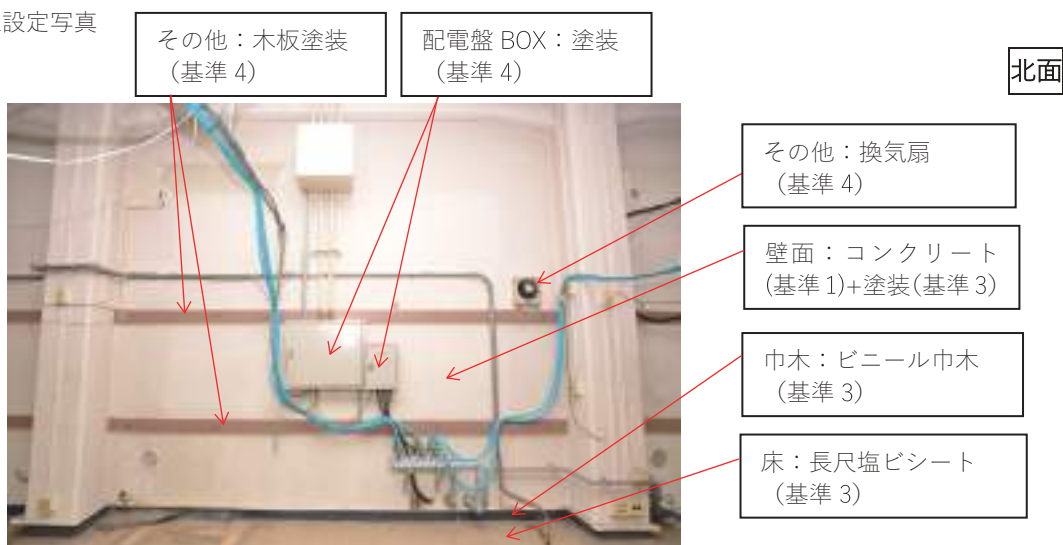 設定写真
その他：木板塗装
（基準 4）
配電盤 BOX：塗装
（基準 4）
北面
その他：換気扇
（基準 4）
壁面：コンクリート
(基準 1)+塗装(基準 3)
巾木：ビニール巾木
（基準 3）
床：長尺塩ビシート
（基準 3）